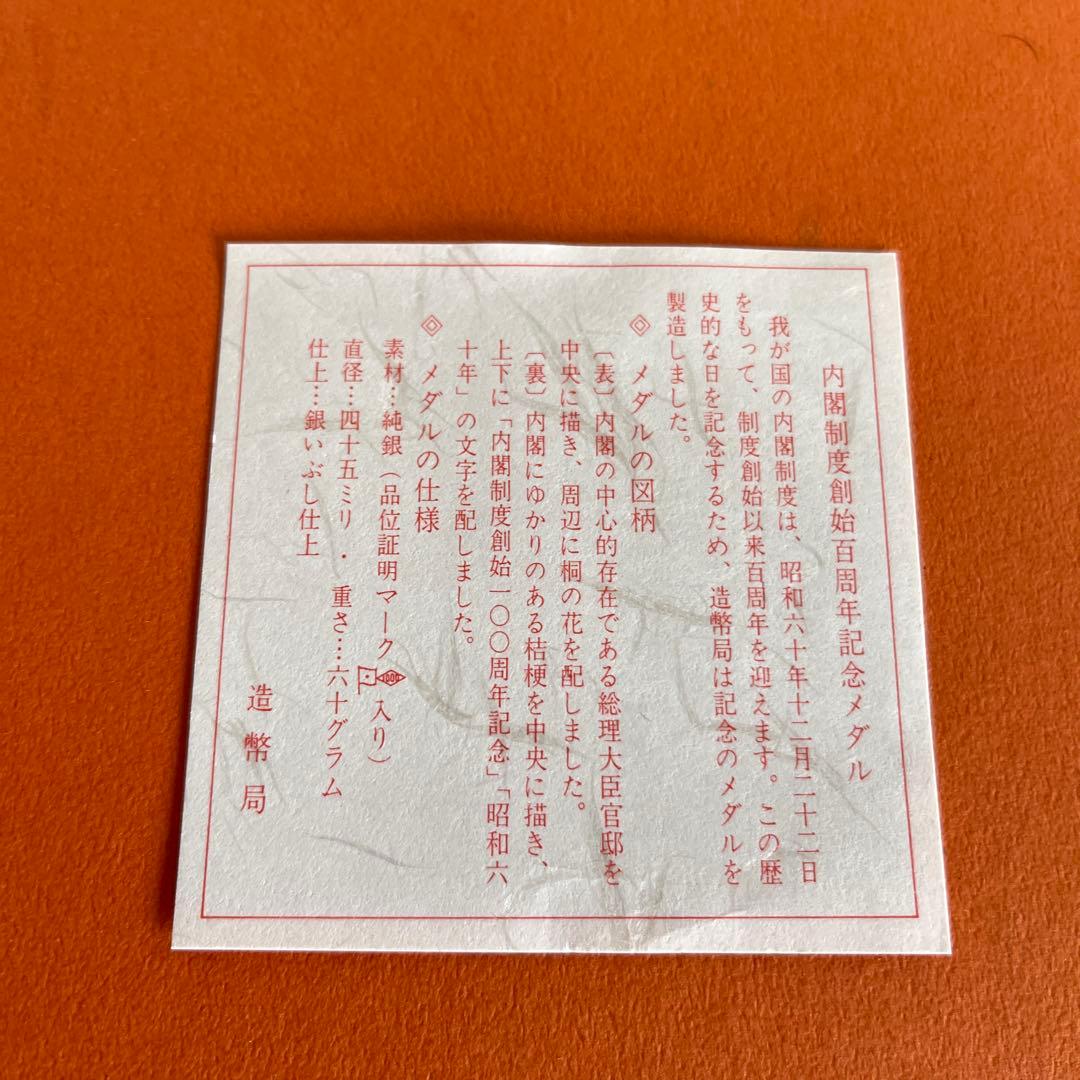 内閣制度創始百周年記念メダル
我が国の内閣制度は、昭和六十年十二月二十二日
をもって、制度創始以来百周年を迎えます。この歴
史的な日を記念するため、造幣局は記念のメダルを
製造しました。
◈ メダルの図柄
〔表〕内閣の中心的存在である総理大臣官邸を
中央に描き、周辺に桐の花を配しました。
〔裏〕内閣にゆかりのある桔梗を中央に描き、
上下に「内閣制度創始一〇〇周年記念」「昭和六
十年」の文字を配しました。
◈ メダルの仕様
素材…純銀（品位証明マーク入り）
直径…四十五ミリ・重さ…六十グラム
仕上…銀いぶし仕上
造幣局